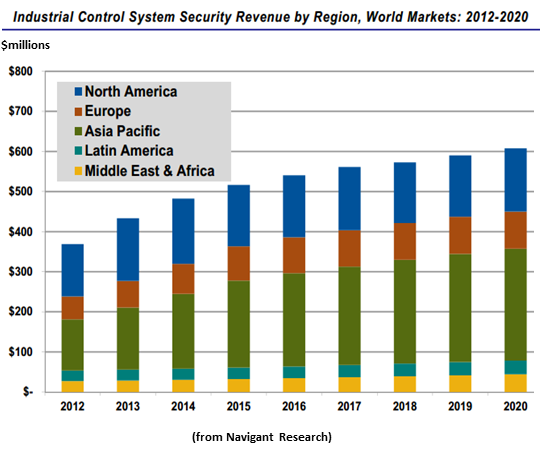 Industrial Control System Security Revenue by Region, World Markets: 2012-2020
$millions
$800
$700
$600
$500
$400
$300
$200
$100
$-
North America
Europe
Asia Pacific
Latin America
Middle East & Africa
2012 2013 2014 2015 2016 2017 2018 2019 2020
(from Navigant Research)